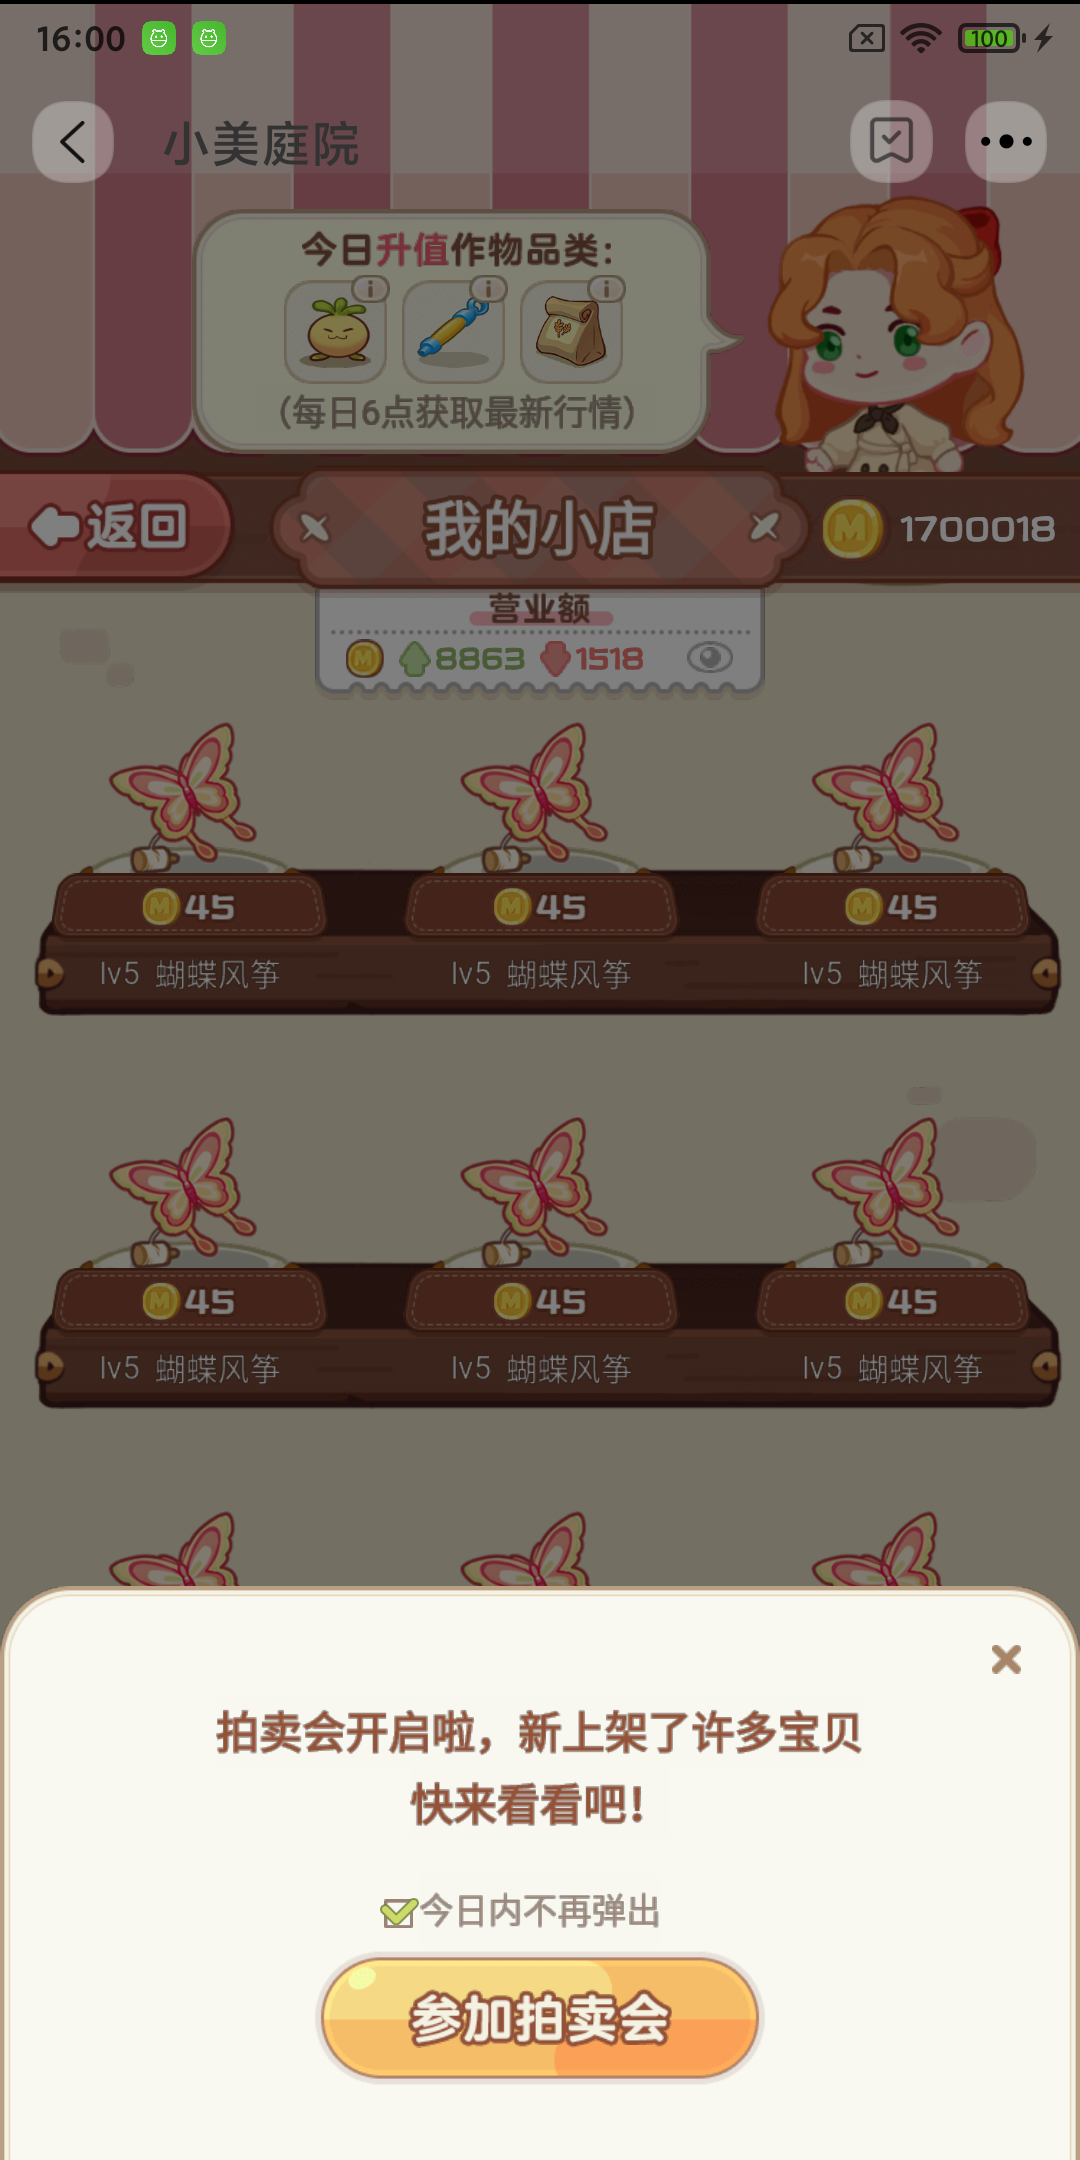 16:00
100
小美庭院
今日升值作物品类：
（每日6点获取最新行情）
返回
我的小店
M 1700018
营业额
M 8863 1518
M 45 M 45 M 45
lv5 蝴蝶风筝 lv5 蝴蝶风筝 lv5 蝴蝶风筝
M 45 M 45 M 45
lv5 蝴蝶风筝 lv5 蝴蝶风筝 lv5 蝴蝶风筝
拍卖会开启啦，新上架了许多宝贝
快来看看吧！
今日内不再弹出
参加拍卖会